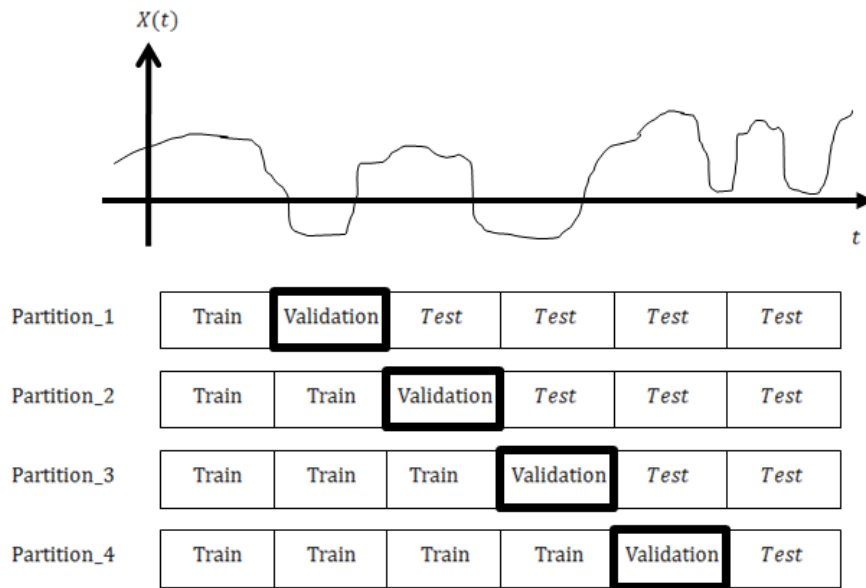 X(t)
t
Partition_1 Train Validation Test Test Test Test
Partition_2 Train Train Validation Test Test Test
Partition_3 Train Train Train Validation Test Test
Partition_4 Train Train Train Train Validation Test